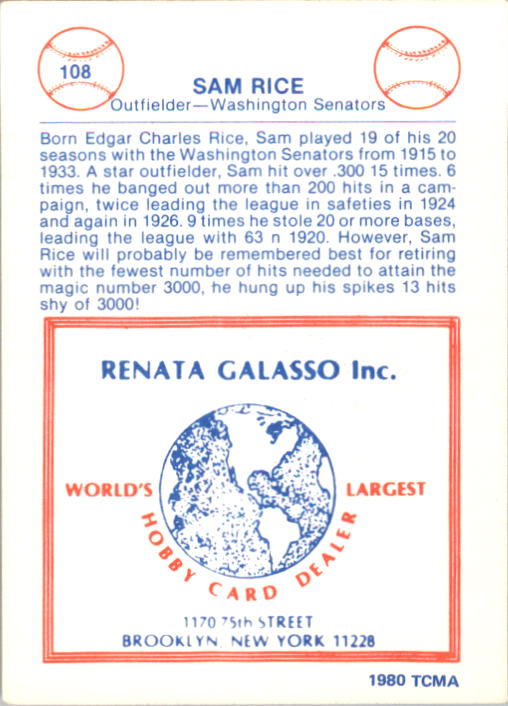 108
SAM RICE
Outfielder—Washington Senators
Born Edgar Charles Rice, Sam played 19 of his 20
seasons with the Washington Senators from 1915 to
1933. A star outfielder, Sam hit over .300 15 times. 6
times he banged out more than 200 hits in a cam-
paign, twice leading the league in safeties in 1924
and again in 1926. 9 times he stole 20 or more bases,
leading the league with 63 n 1920. However, Sam
Rice will probably be remembered best for retiring
with the fewest number of hits needed to attain the
magic number 3000, he hung up his spikes 13 hits
shy of 3000!
RENATA GALASSO Inc.
WORLD'S LARGEST
HOBBY CARD DEALER
1170 75th STREET
BROOKLYN, NEW YORK 11228
1980 TCMA